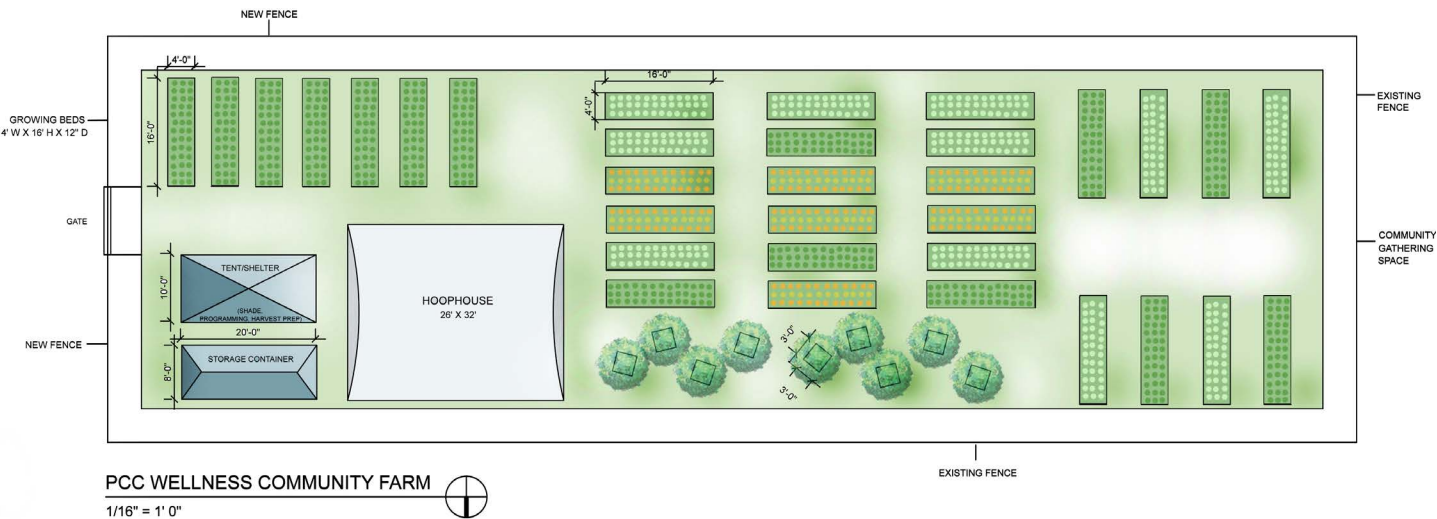 NEW FENCE
4'-0"
16'-0"
16'-0"
4'-0"
GROWING BEDS
4' W X 16' H X 12" D
EXISTING
FENCE
GATE
COMMUNITY
GATHERING
SPACE
TENT/SHELTER
(SHADE,
PROGRAMMING, HARVEST PREP)
10'-0"
20'-0"
HOOPHOUSE
26' X 32'
NEW FENCE
STORAGE CONTAINER
8'-0"
3'-0"
3'-0"
EXISTING FENCE
PCC WELLNESS COMMUNITY FARM
1/16" = 1' 0"